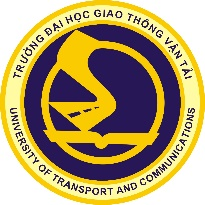 TRƯỜNG ĐẠI HỌC GIAO THÔNG VẬN TẢI
UNIVERSITY OF TRANSPORT AND COMMUNICATIONS